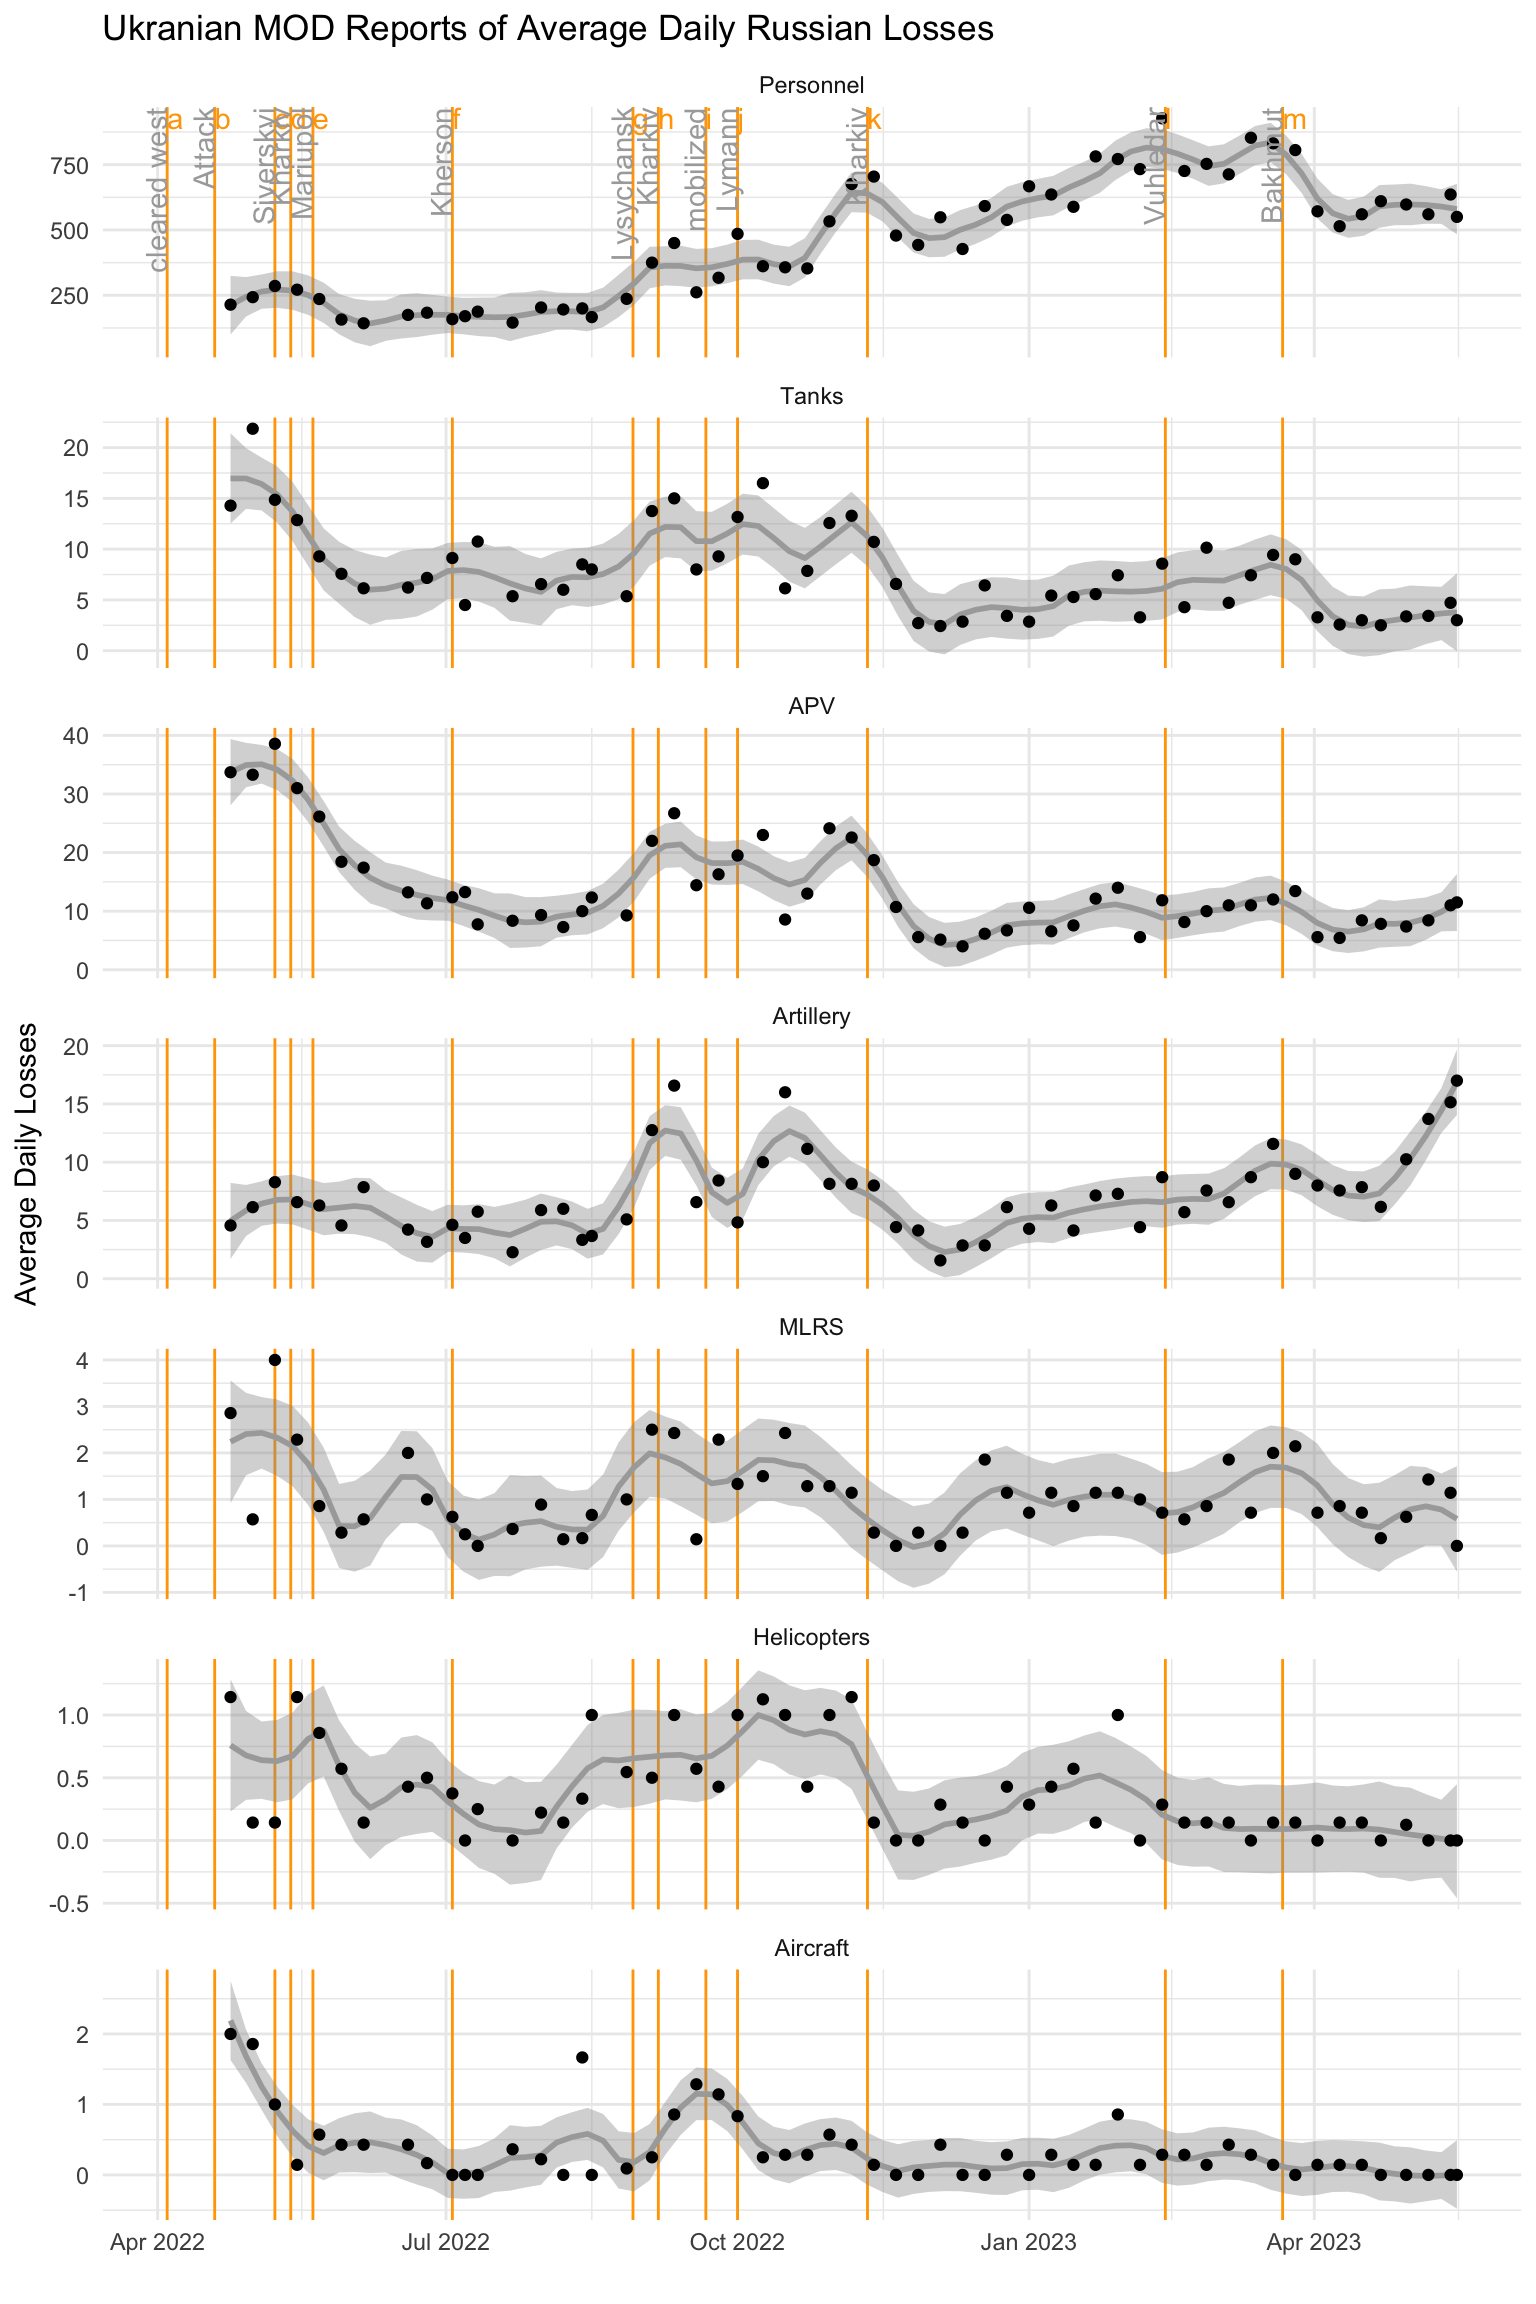 Ukranian MOD Reports of Average Daily Russian Losses
Personnel
a b c d e f g h i j k l m
cleared west
Attack
Siverskyi
Kharkiv
Mariupol
Kherson
Lysychansk
Kharkiv
mobilized
Lymann
Kharkiv
Vuhledar
Bakhmut
750
500
250
Tanks
20
15
10
5
0
APV
40
30
20
10
0
Average Daily Losses
Artillery
20
15
10
5
0
MLRS
4
3
2
1
0
-1
Helicopters
1.0
0.5
0.0
-0.5
Aircraft
2
1
0
Apr 2022 Jul 2022 Oct 2022 Jan 2023 Apr 2023